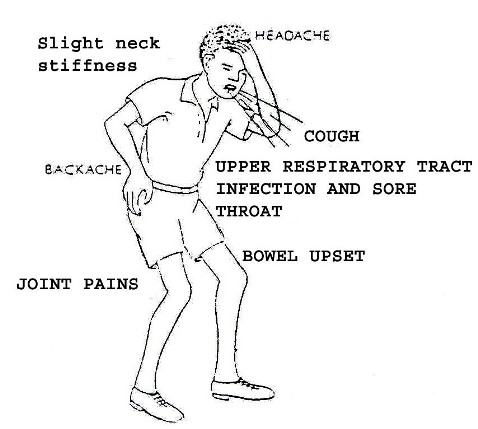 HEADACHE
Slight neck
stiffness
COUGH
BACKACHE
UPPER RESPIRATORY TRACT
INFECTION AND SORE
THROAT
BOWEL UPSET
JOINT PAINS